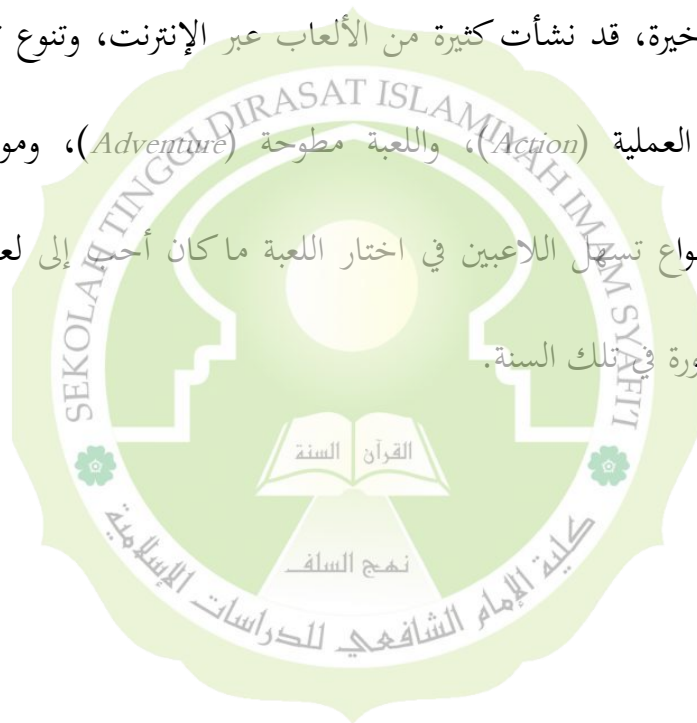 خيرة، قد نشأت كثيرة من الألعاب عبر الإنترنت، وتنوع
العملية (Action)، واللعبة مطوحة (Adventure)، ومو
واع تسهل اللاعبين في اختار اللعبة ما كان أحب إلى لع
ورة في تلك السنة.
SEKOLAH TINGGI DIRASAT ISLAMIYAH IMAM SYAFI'I
القرآن السنة
نهج السلف
كلية الإمام الشافعي للدراسات الإسلامية